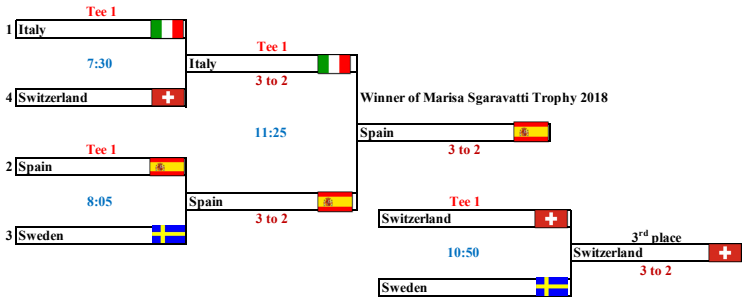 Tee 1
1 Italy
7:30
4 Switzerland
Tee 1
Italy
3 to 2
Tee 1
2 Spain
8:05
3 Sweden
11:25
Spain
3 to 2
Winner of Marisa Sgaravatti Trophy 2018
Spain
3 to 2
Tee 1
Switzerland
10:50
Sweden
3rd place
Switzerland
3 to 2